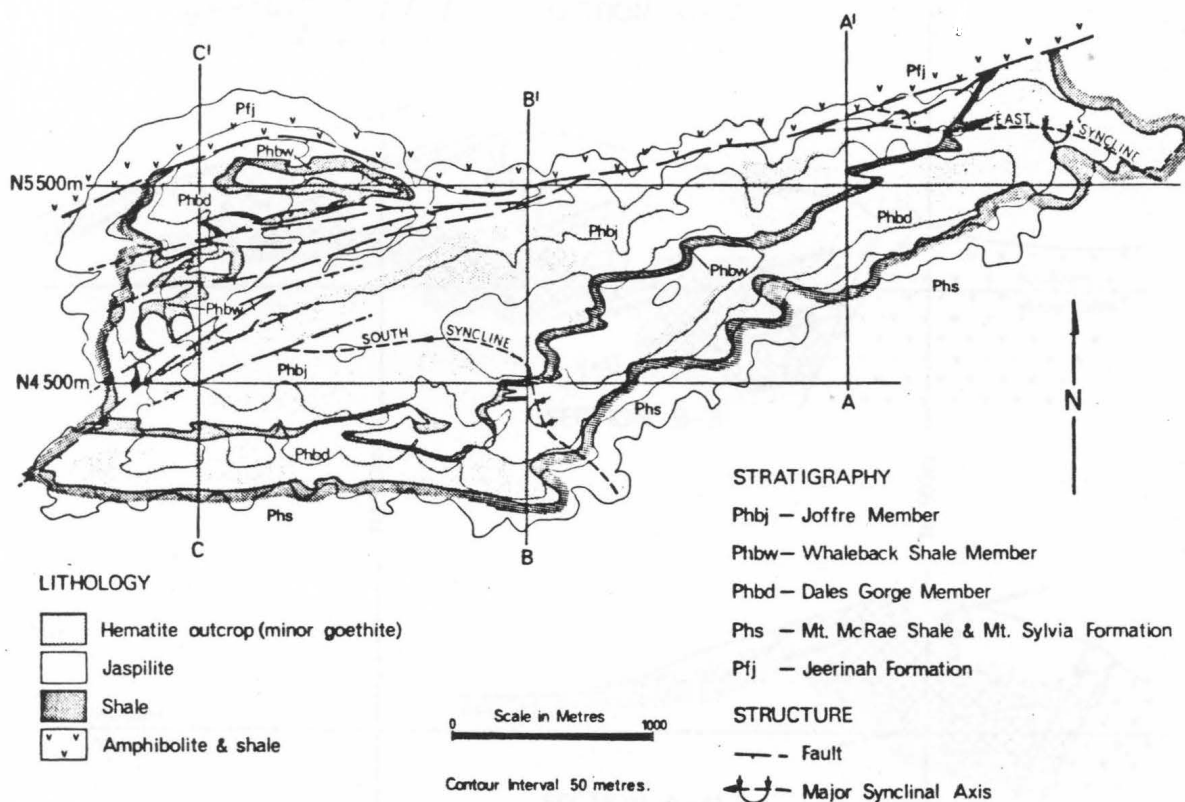 C'
B'
A'
Pfj
Pfj
EAST SYNCLINE
Phbw
N5500m
Phbd
Phbj
Phbd
Phbw
Phs
Phbw
SOUTH SYNCLINE
N4500m
Phbj
A
Phs
N
Phbd
Phs
C
B
STRATIGRAPHY
Phbj – Joffre Member
Phbw – Whaleback Shale Member
Phbd – Dales Gorge Member
Phs – Mt. McRae Shale & Mt. Sylvia Formation
Pfj – Jeerinah Formation
LITHOLOGY
Hematite outcrop (minor goethite)
Jaspilite
Shale
Amphibolite & shale
0 Scale in Metres 1000
Contour Interval 50 metres.
STRUCTURE
Fault
Major Synclinal Axis